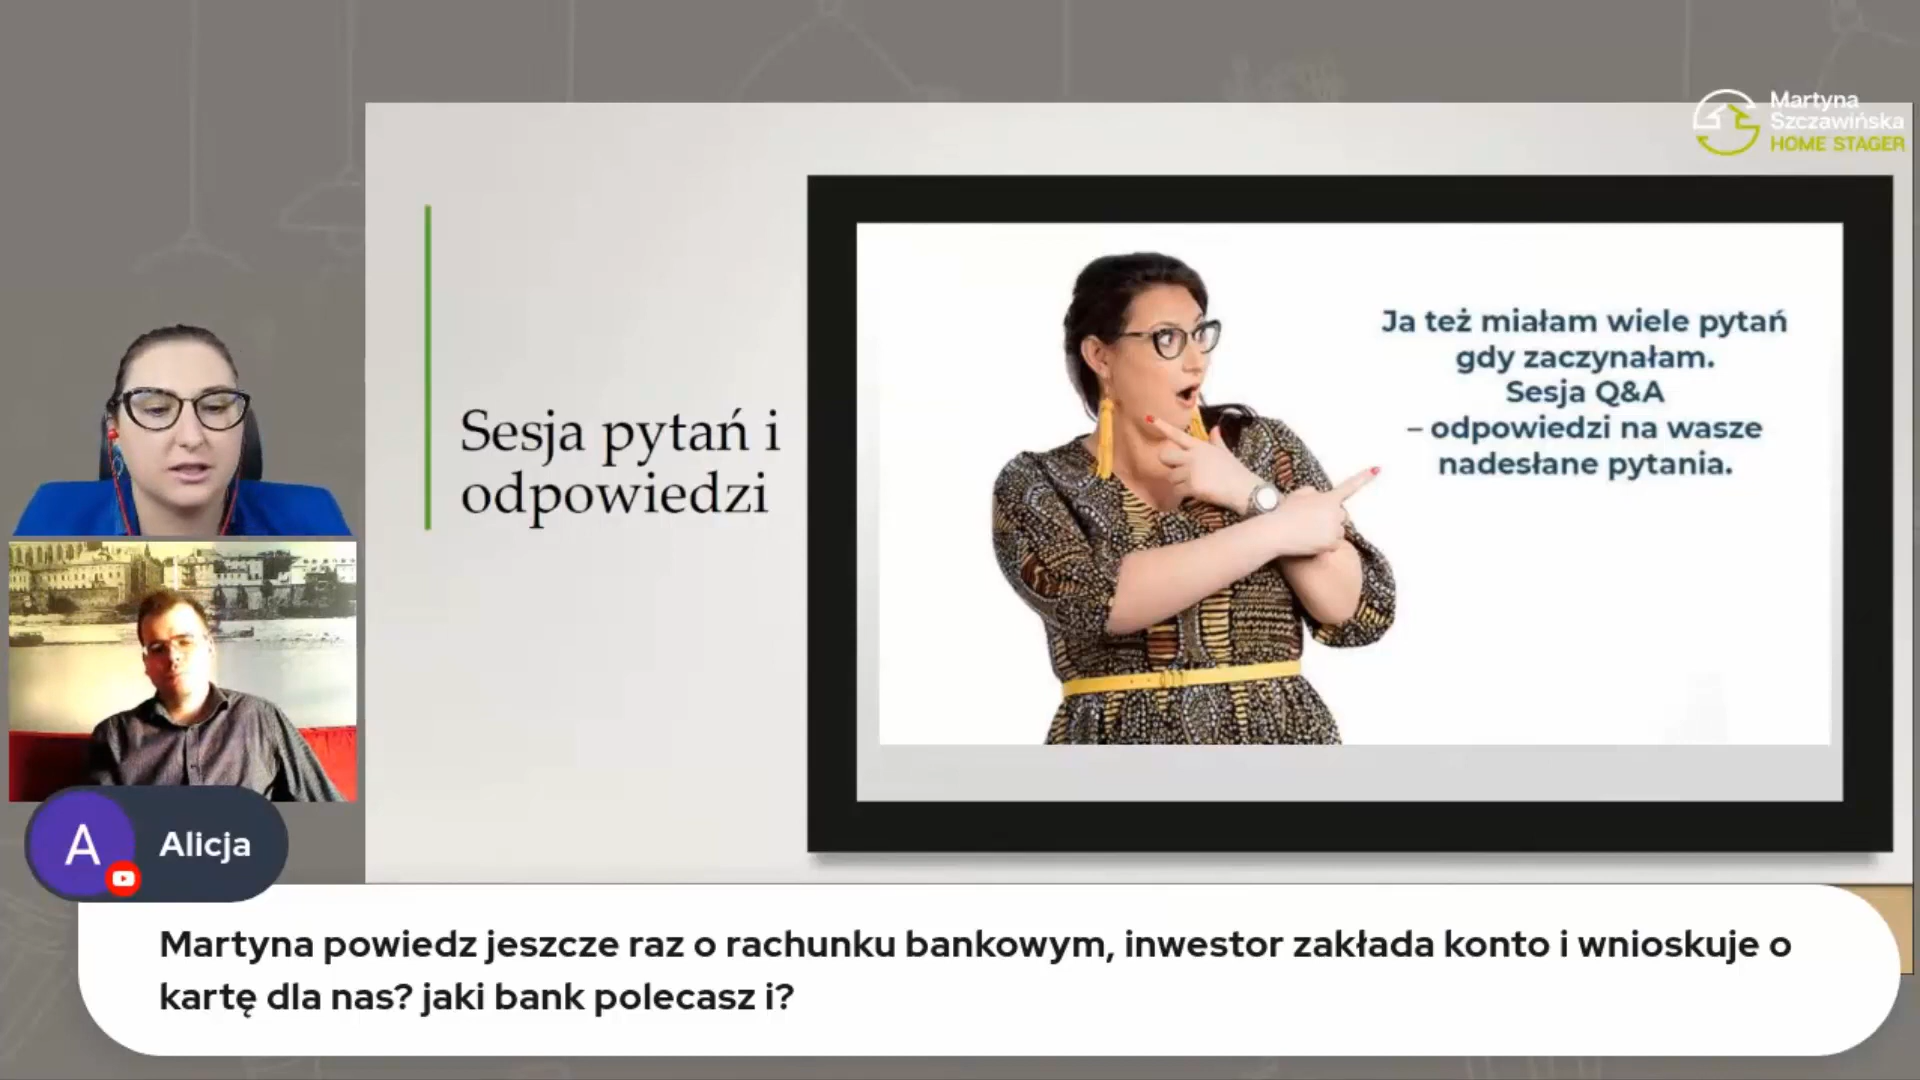 Martyna
Szczawińska
HOME STAGER
Sesja pytań i
odpowiedzi
Ja też miałam wiele pytań
gdy zaczynałam.
Sesja Q&A
– odpowiedzi na wasze
nadesłane pytania.
A
Alicja
Martyna powiedz jeszcze raz o rachunku bankowym, inwestor zakłada konto i wnioskuje o
kartę dla nas? jaki bank polecasz i?